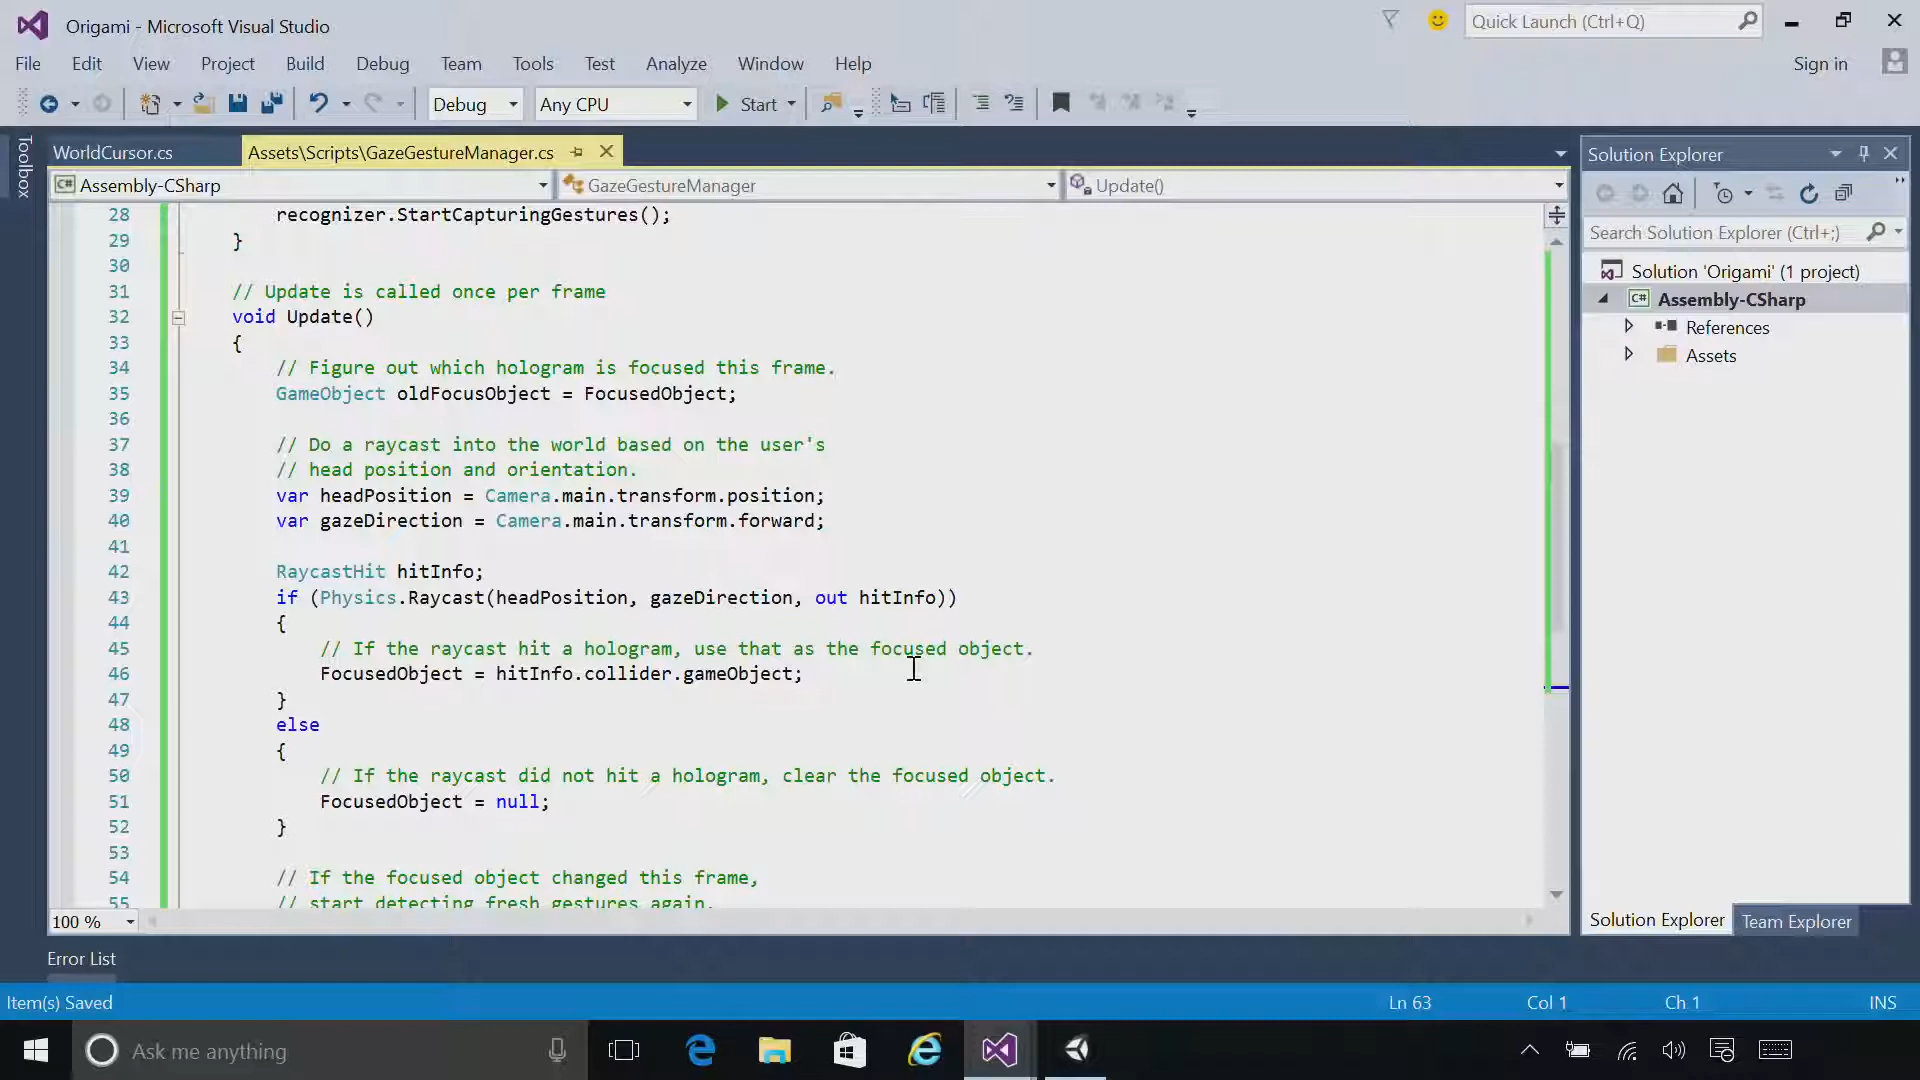 Origami - Microsoft Visual Studio
Quick Launch (Ctrl+Q)
File Edit View Project Build Debug Team Tools Test Analyze Window Help
Sign in
Debug Any CPU Start
Toolbox
WorldCursor.cs Assets\Scripts\GazeGestureManager.cs
Assembly-CSharp GazeGestureManager Update()
28 recognizer.StartCapturingGestures();
29 }
30
31 // Update is called once per frame
32 void Update()
33 {
34 // Figure out which hologram is focused this frame.
35 GameObject oldFocusObject = FocusedObject;
36
37 // Do a raycast into the world based on the user's
38 // head position and orientation.
39 var headPosition = Camera.main.transform.position;
40 var gazeDirection = Camera.main.transform.forward;
41
42 RaycastHit hitInfo;
43 if (Physics.Raycast(headPosition, gazeDirection, out hitInfo))
44 {
45 // If the raycast hit a hologram, use that as the focused object.
46 FocusedObject = hitInfo.collider.gameObject;
47 }
48 else
49 {
50 // If the raycast did not hit a hologram, clear the focused object.
51 FocusedObject = null;
52 }
53
54 // If the focused object changed this frame,
55 // start detecting fresh gestures again.
100 %
Solution Explorer
Search Solution Explorer (Ctrl+;)
Solution 'Origami' (1 project)
C# Assembly-CSharp
References
Assets
Solution Explorer Team Explorer
Error List
Item(s) Saved Ln 63 Col 1 Ch 1 INS
Ask me anything